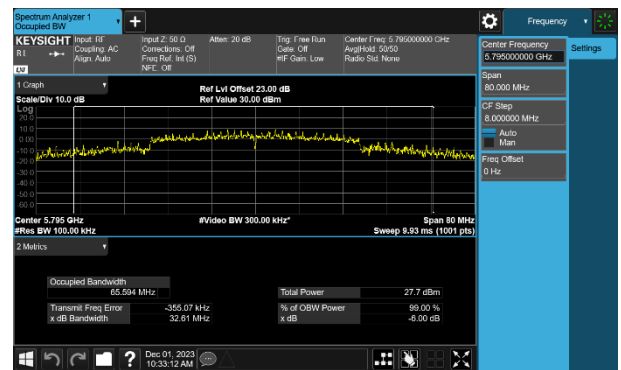 Spectrum Analyzer 1
Occupied BW
+
Frequency
KEYSIGHT
R L
LXI
Input: RF
Coupling: AC
Align: Auto
Input Z: 50 Ω
Corrections: Off
Freq Ref: Int (S)
NFE: Off
Atten: 20 dB
Trig: Free Run
Gate: Off
#IF Gain: Low
Center Freq: 5.795000000 GHz
Avg|Hold: 50/50
Radio Std: None
Center Frequency
5.795000000 GHz
Settings
Span
80.000 MHz
CF Step
8.000000 MHz
Auto
Man
Freq Offset
0 Hz
1 Graph
Scale/Div 10.0 dB
Ref Lvl Offset 23.00 dB
Ref Value 30.00 dBm
Log
20.0
10.0
0.00
-10.0
-20.0
-30.0
-40.0
-50.0
-60.0
Center 5.795 GHz
#Res BW 100.00 kHz
#Video BW 300.00 kHz*
Span 80 MHz
Sweep 9.93 ms (1001 pts)
2 Metrics
Occupied Bandwidth
65.594 MHz
Total Power
27.7 dBm
Transmit Freq Error
-355.07 kHz
% of OBW Power
99.00 %
x dB Bandwidth
32.61 MHz
x dB
-6.00 dB
?
Dec 01, 2023
10:33:12 AM